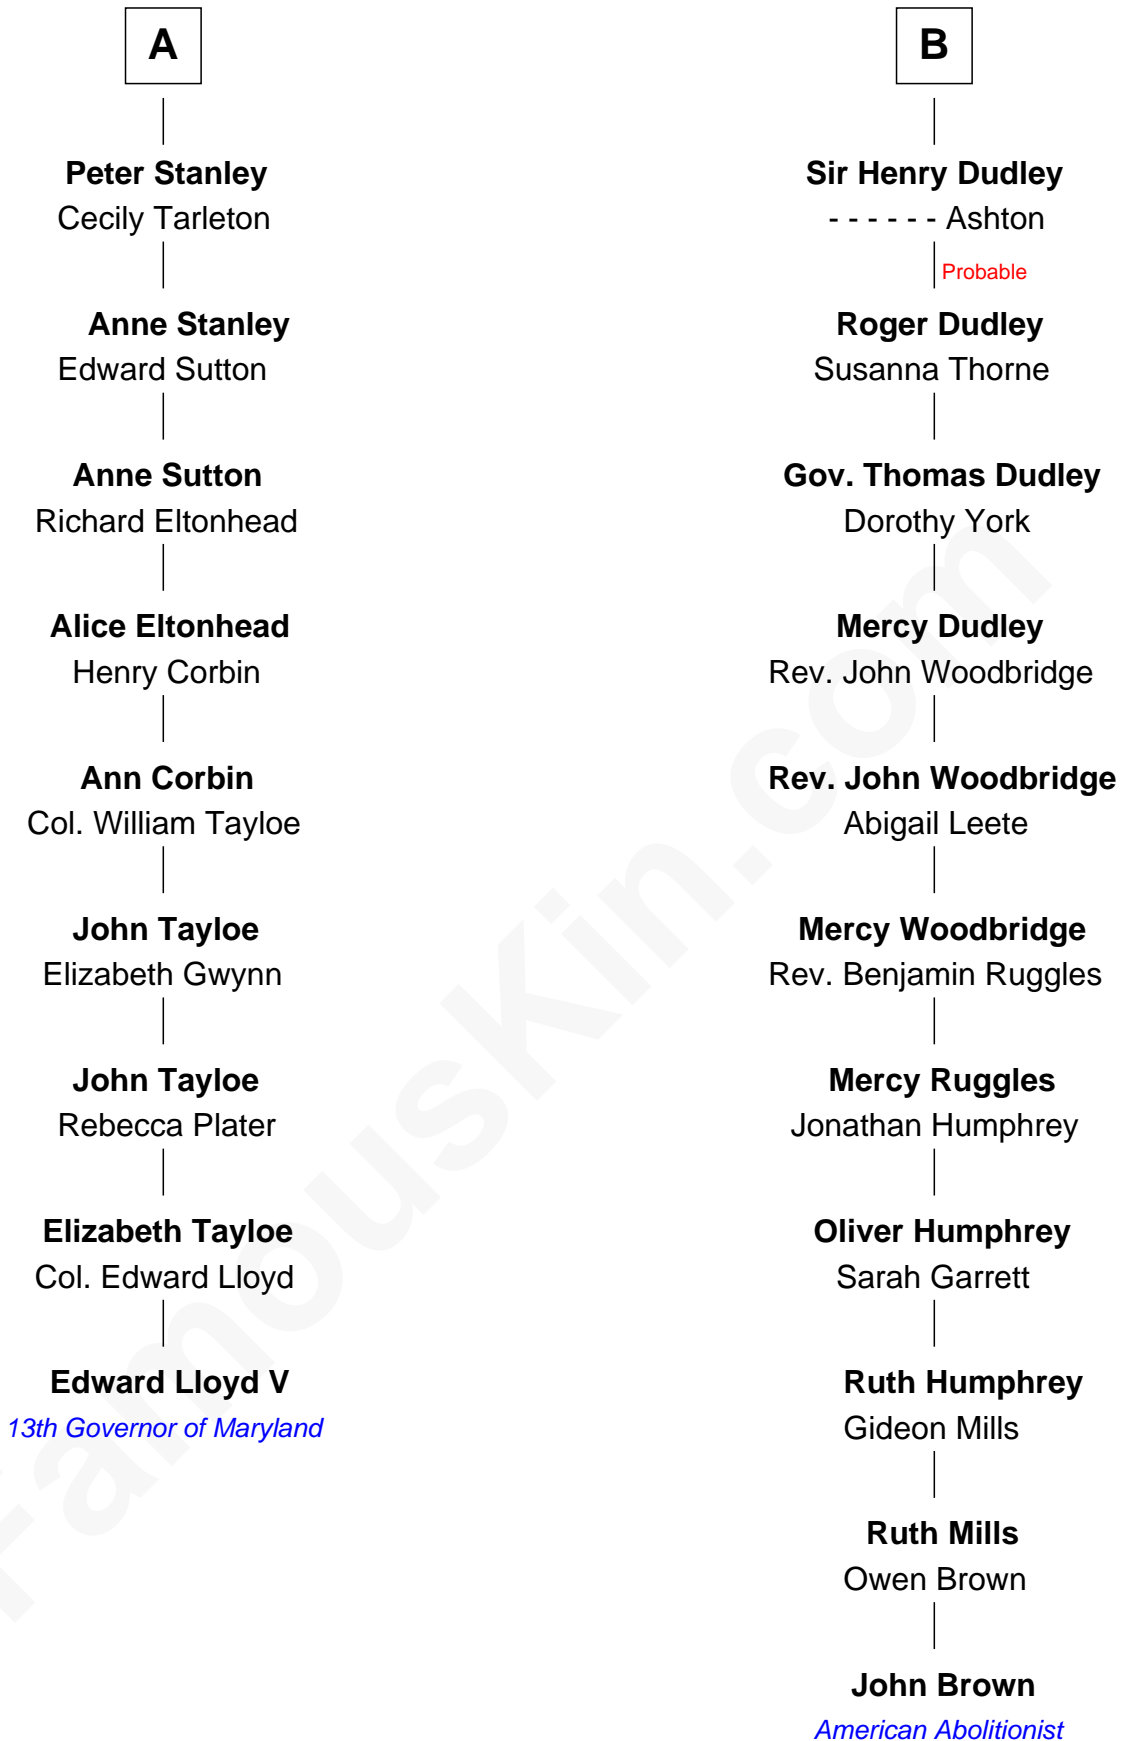 A
Peter Stanley
Cecily Tarleton
Anne Stanley
Edward Sutton
Anne Sutton
Richard Eltonhead
Alice Eltonhead
Henry Corbin
Ann Corbin
Col. William Tayloe
John Tayloe
Elizabeth Gwynn
John Tayloe
Rebecca Plater
Elizabeth Tayloe
Col. Edward Lloyd
Edward Lloyd V
13th Governor of Maryland
B
Sir Henry Dudley
- - - - - - Ashton
Probable
Roger Dudley
Susanna Thorne
Gov. Thomas Dudley
Dorothy York
Mercy Dudley
Rev. John Woodbridge
Rev. John Woodbridge
Abigail Leete
Mercy Woodbridge
Rev. Benjamin Ruggles
Mercy Ruggles
Jonathan Humphrey
Oliver Humphrey
Sarah Garrett
Ruth Humphrey
Gideon Mills
Ruth Mills
Owen Brown
John Brown
American Abolitionist
FamousKin.com